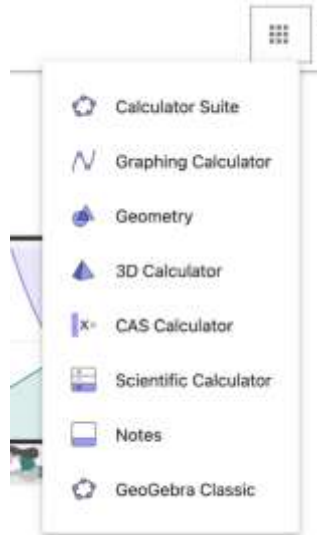 Calculator Suite
Graphing Calculator
Geometry
3D Calculator
X=
CAS Calculator
Scientific Calculator
Notes
GeoGebra Classic